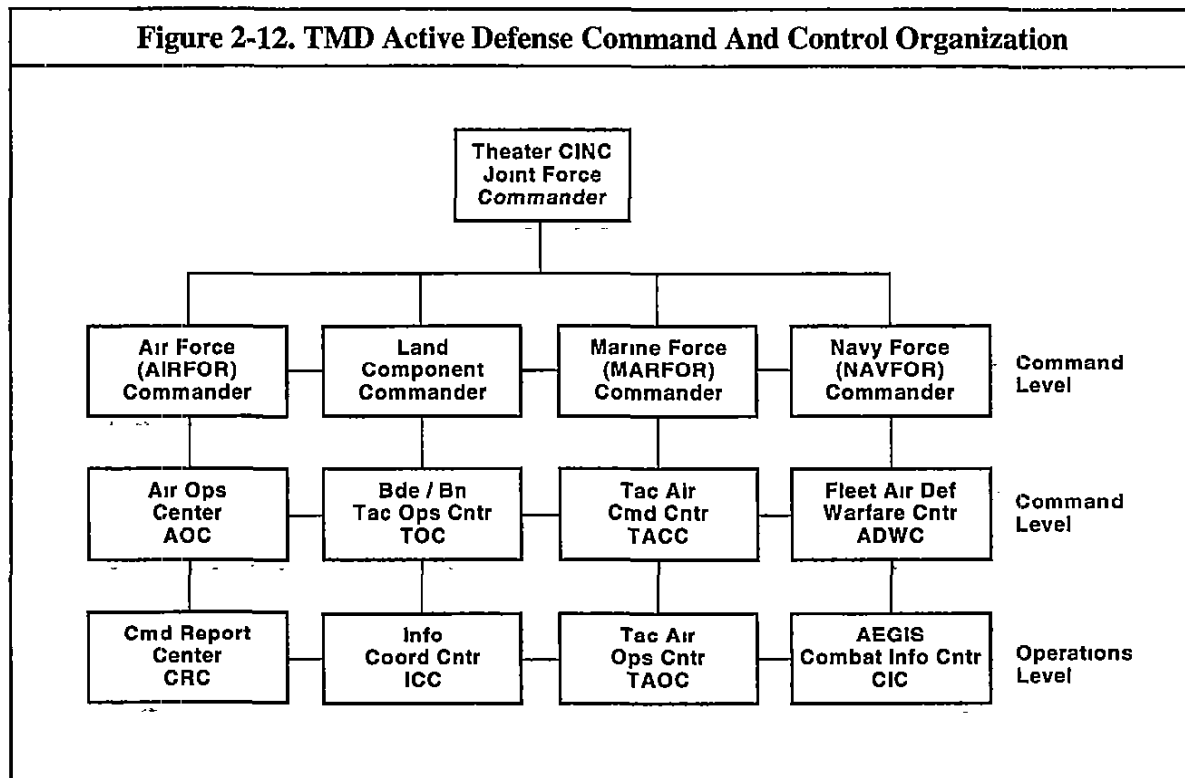 Figure 2-12. TMD Active Defense Command And Control Organization
Theater CINC
Joint Force
Commander
Air Force
(AIRFOR)
Commander
Land
Component
Commander
Marine Force
(MARFOR)
Commander
Navy Force
(NAVFOR)
Commander
Command
Level
Air Ops
Center
AOC
Bde / Bn
Tac Ops Cntr
TOC
Tac Air
Cmd Cntr
TACC
Fleet Air Def
Warfare Cntr
ADWC
Command
Level
Cmd Report
Center
CRC
Info
Coord Cntr
ICC
Tac Air
Ops Cntr
TAOC
AEGIS
Combat Info Cntr
CIC
Operations
Level